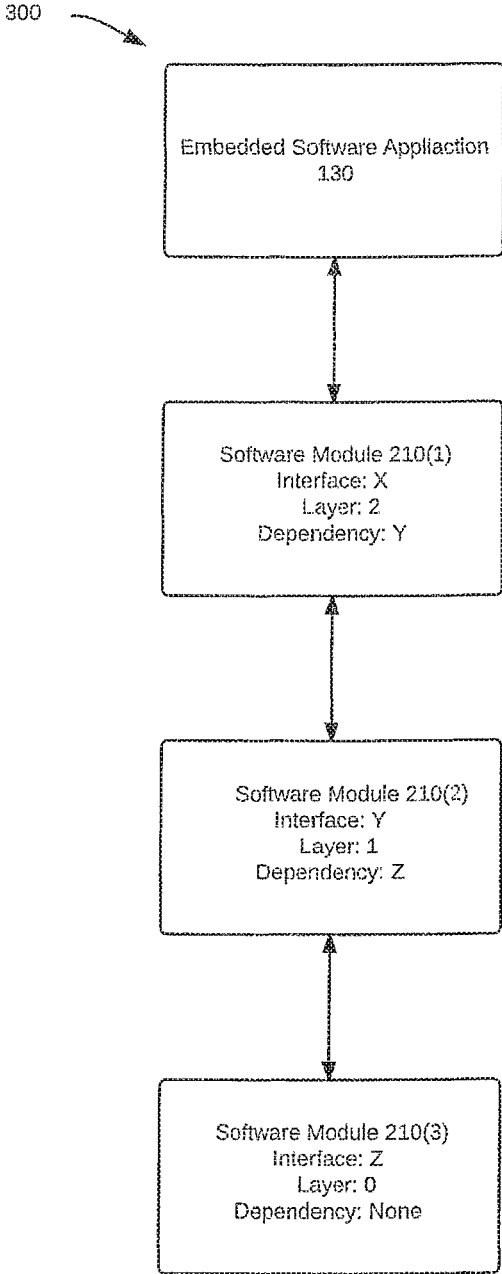 300
Embedded Software Appliaction
130
Software Module 210(1)
Interface: X
Layer: 2
Dependency: Y
Software Module 210(2)
Interface: Y
Layer: 1
Dependency: Z
Software Module 210(3)
Interface: Z
Layer: 0
Dependency: None